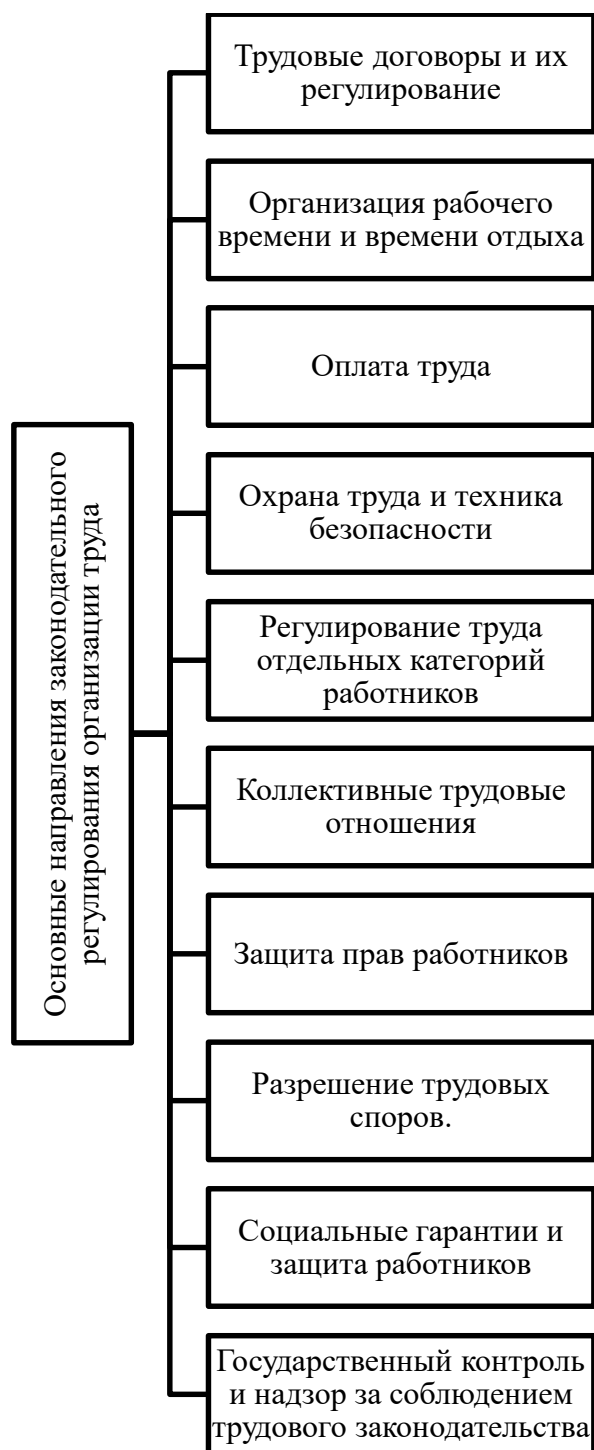 Основные направления законодательного
регулирования организации труда
Трудовые договоры и их
регулирование
Организация рабочего
времени и времени отдыха
Оплата труда
Охрана труда и техника
безопасности
Регулирование труда
отдельных категорий
работников
Коллективные трудовые
отношения
Защита прав работников
Разрешение трудовых
споров.
Социальные гарантии и
защита работников
Государственный контроль
и надзор за соблюдением
трудового законодательства